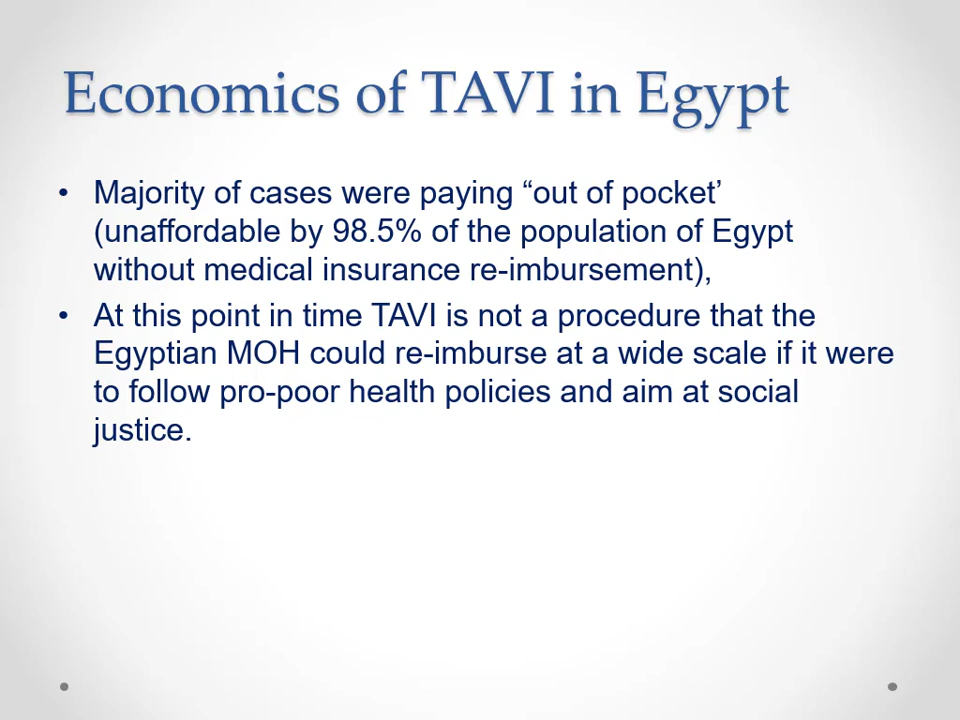 Economics of TAVI in Egypt
• Majority of cases were paying “out of pocket’
(unaffordable by 98.5% of the population of Egypt
without medical insurance re-imbursement),
• At this point in time TAVI is not a procedure that the
Egyptian MOH could re-imburse at a wide scale if it were
to follow pro-poor health policies and aim at social
justice.